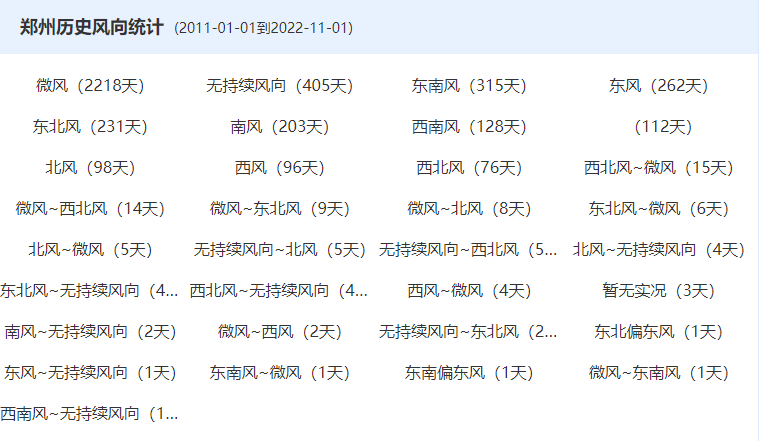 郑州历史风向统计 (2011-01-01到2022-11-01)
微风（2218天） 无持续风向（405天） 东南风（315天） 东风（262天）
东北风（231天） 南风（203天） 西南风（128天） （112天）
北风（98天） 西风（96天） 西北风（76天） 西北风~微风（15天）
微风~西北风（14天） 微风~东北风（9天） 微风~北风（8天） 东北风~微风（6天）
北风~微风（5天） 无持续风向~北风（5天） 无持续风向~西北风（5... 北风~无持续风向（4天）
东北风~无持续风向（4... 西北风~无持续风向（4... 西风~微风（4天） 暂无实况（3天）
南风~无持续风向（2天） 微风~西风（2天） 无持续风向~东北风（2... 东北偏东风（1天）
东风~无持续风向（1天） 东南风~微风（1天） 东南偏东风（1天） 微风~东南风（1天）
西南风~无持续风向（1...